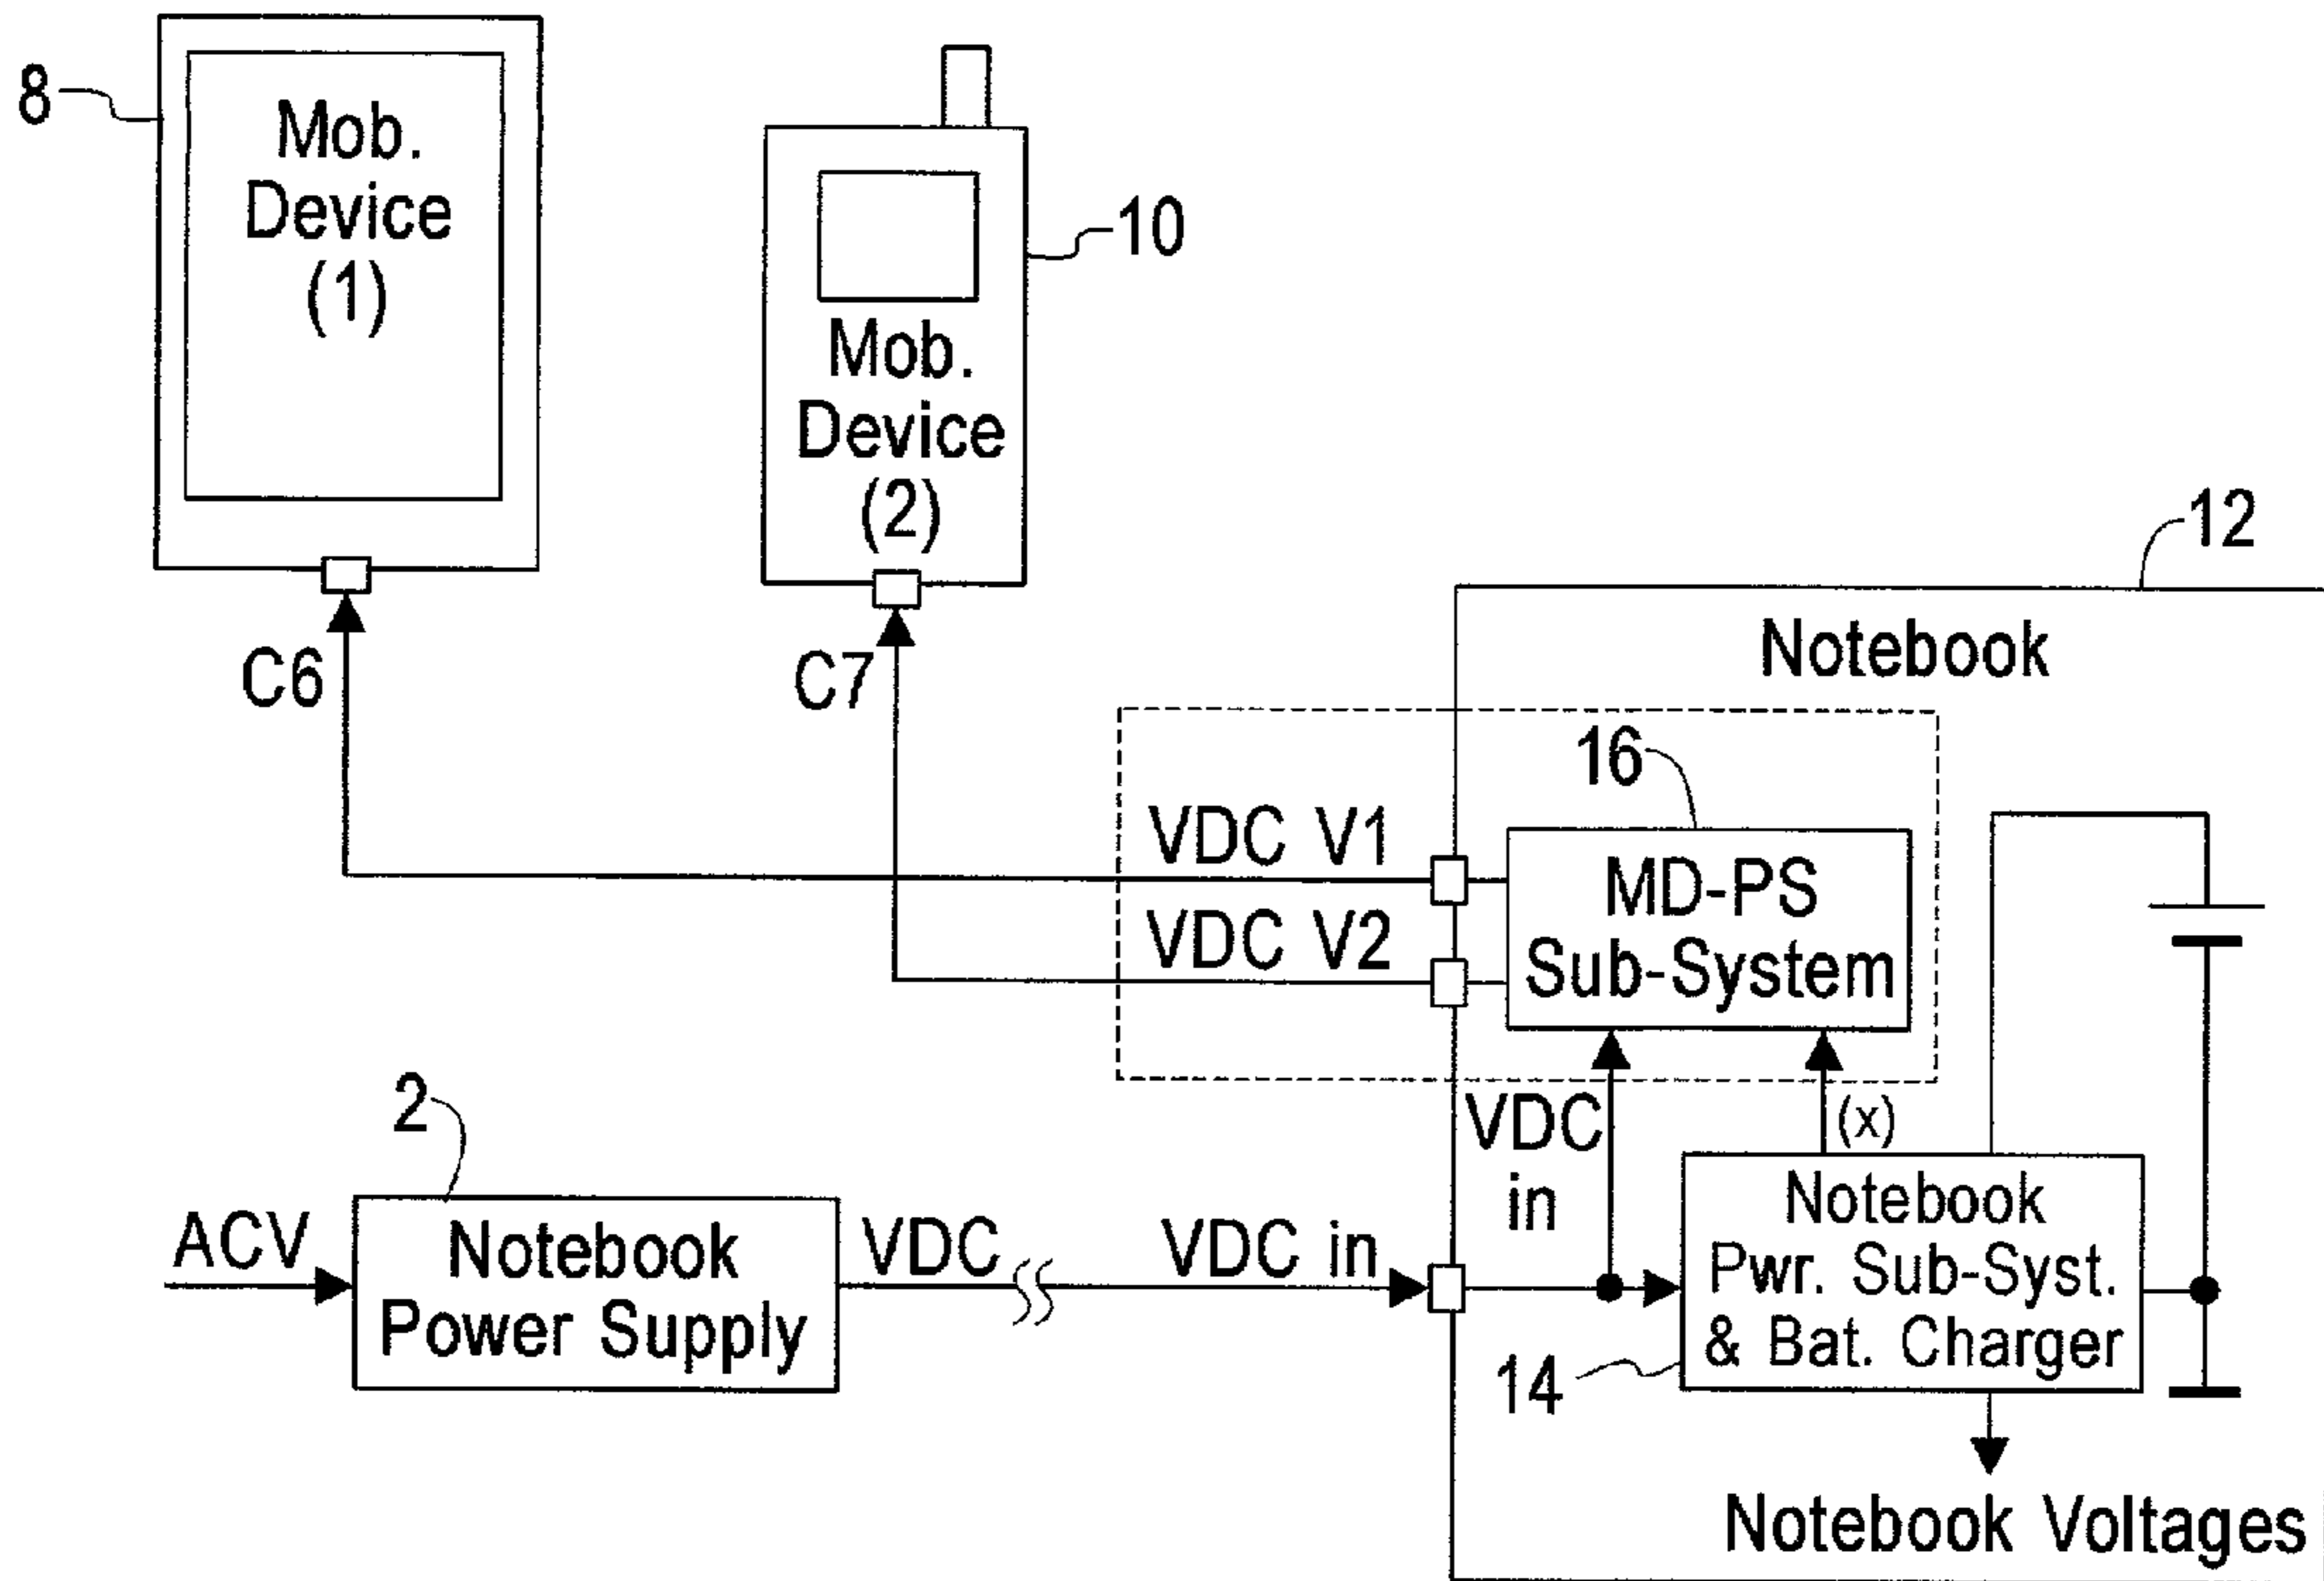 8
Mob.
Device
(1)
10
Mob.
Device
(2)
12
C6
C7
Notebook
16
VDC V1
VDC V2
MD-PS
Sub-System
2
VDC
in
(x)
ACV
Notebook
Power Supply
VDC
VDC in
Notebook
Pwr. Sub-Syst.
& Bat. Charger
14
Notebook Voltages